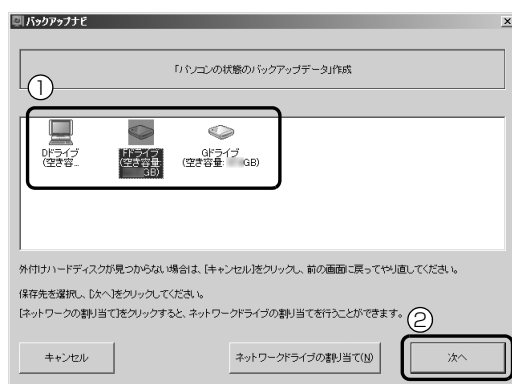 バックアップナビ
「パソコンの状態のバックアップデータ」作成
①
Dドライブ
(空き容...
Fドライブ
(空き容量:
GB)
Gドライブ
(空き容量: GB)
外付けハードディスクが見つからない場合は、[キャンセル]をクリックし、前の画面に戻ってやり直してください。
保存先を選択し、[次へ]をクリックしてください。
[ネットワークの割り当て]をクリックすると、ネットワークドライブの割り当てを行うことができます。
②
キャンセル
ネットワークドライブの割り当て(N)
次へ